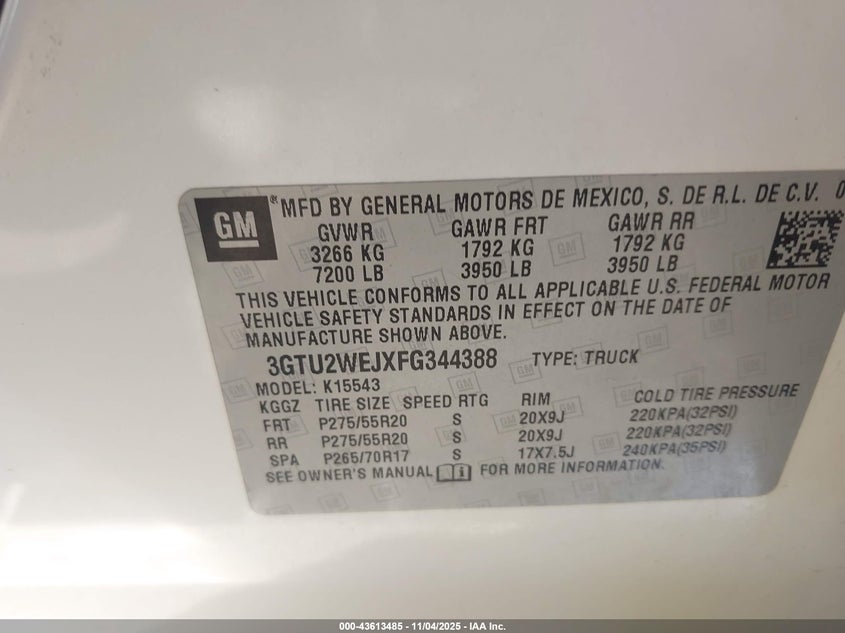 GM ® MFD BY GENERAL MOTORS DE MEXICO, S. DE R.L. DE C.V. 0
GVWR GAWR FRT GAWR RR
3266 KG 1792 KG 1792 KG
7200 LB 3950 LB 3950 LB
THIS VEHICLE CONFORMS TO ALL APPLICABLE U.S. FEDERAL MOTOR
VEHICLE SAFETY STANDARDS IN EFFECT ON THE DATE OF
MANUFACTURE SHOWN ABOVE.
3GTU2WEJXFG344388 TYPE: TRUCK
MODEL: K15543
KGGZ TIRE SIZE SPEED RTG RIM COLD TIRE PRESSURE
FRT P275/55R20 S 20X9J 220KPA(32PSI)
RR P275/55R20 S 20X9J 220KPA(32PSI)
SPA P265/70R17 S 17X7.5J 240KPA(35PSI)
SEE OWNER'S MANUAL FOR MORE INFORMATION.
000-43613485 - 11/04/2025 - IAA Inc.